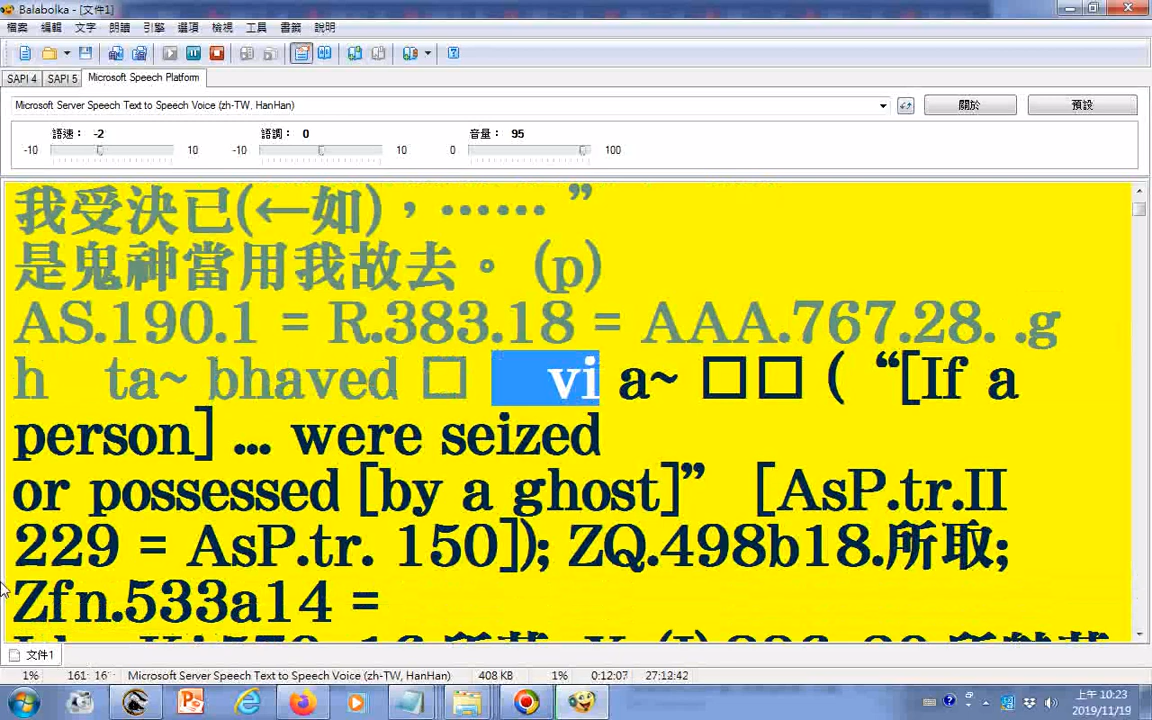 Balabolka - [文件1]
檔案 編輯 文字 朗讀 引擎 選項 檢視 工具 書籤 說明
SAPI 4 SAPI 5 Microsoft Speech Platform
Microsoft Server Speech Text to Speech Voice (zh-TW, HanHan) 關於 預設
語速： -2 語調： 0 音量： 95
-10 10 -10 10 0 100
我受決已(←如)，…… ”
是鬼神當用我故去。 (p)
AS.190.1 = R.383.18 = AAA.767.28. .g
h ta~ bhaved □ vi a~ □□ ( “[If a
person] ... were seized
or possessed [by a ghost]” [AsP.tr.II
229 = AsP.tr. 150]); ZQ.498b18.所取;
Zfn.533a14 =
文件1
1% 161: 16 Microsoft Server Speech Text to Speech Voice (zh-TW, HanHan) 408 KB 1% 0:12:07 27:12:42
上午 10:23
2019/11/19